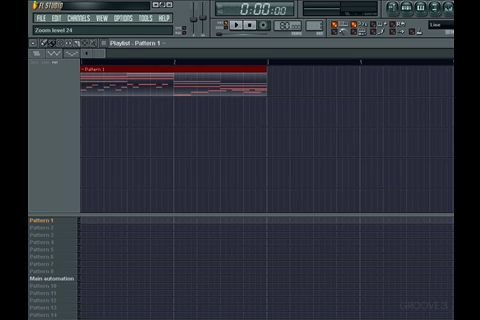 FL STUDIO
FILE EDIT CHANNELS VIEW OPTIONS TOOLS HELP
Zoom level 24
0:00:00
Line
Playlist - Pattern 1
Pattern 1
Pattern 1
Pattern 2
Pattern 3
Pattern 4
Pattern 5
Pattern 6
Pattern 7
Pattern 8
Main automation
Pattern 10
Pattern 11
Pattern 12
Pattern 13
Pattern 14
GROOVE3